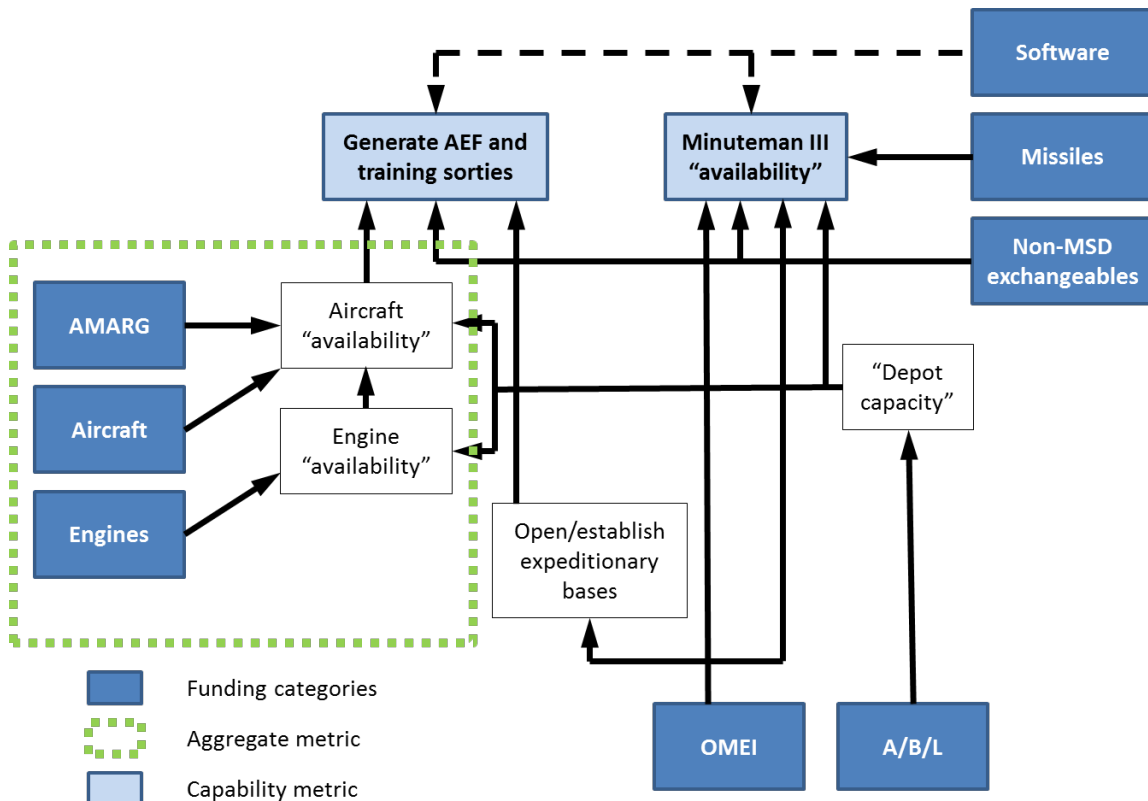 Software
Generate AEF and
training sorties
Minuteman III
“availability”
Missiles
Non-MSD
exchangeables
AMARG
Aircraft
“availability”
“Depot
capacity”
Aircraft
Engine
“availability”
Engines
Open/establish
expeditionary
bases
Funding categories
Aggregate metric
Capability metric
OMEI
A/B/L